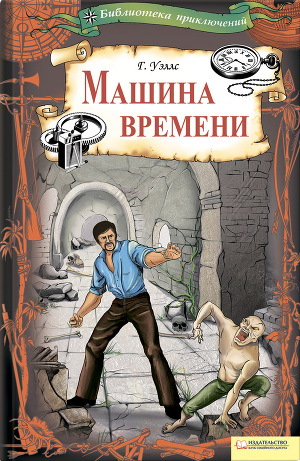 Библиотека приключений
Г. Уэллс
МАШИНА
ВРЕМЕНИ
ИЗДАТЕЛЬСТВО